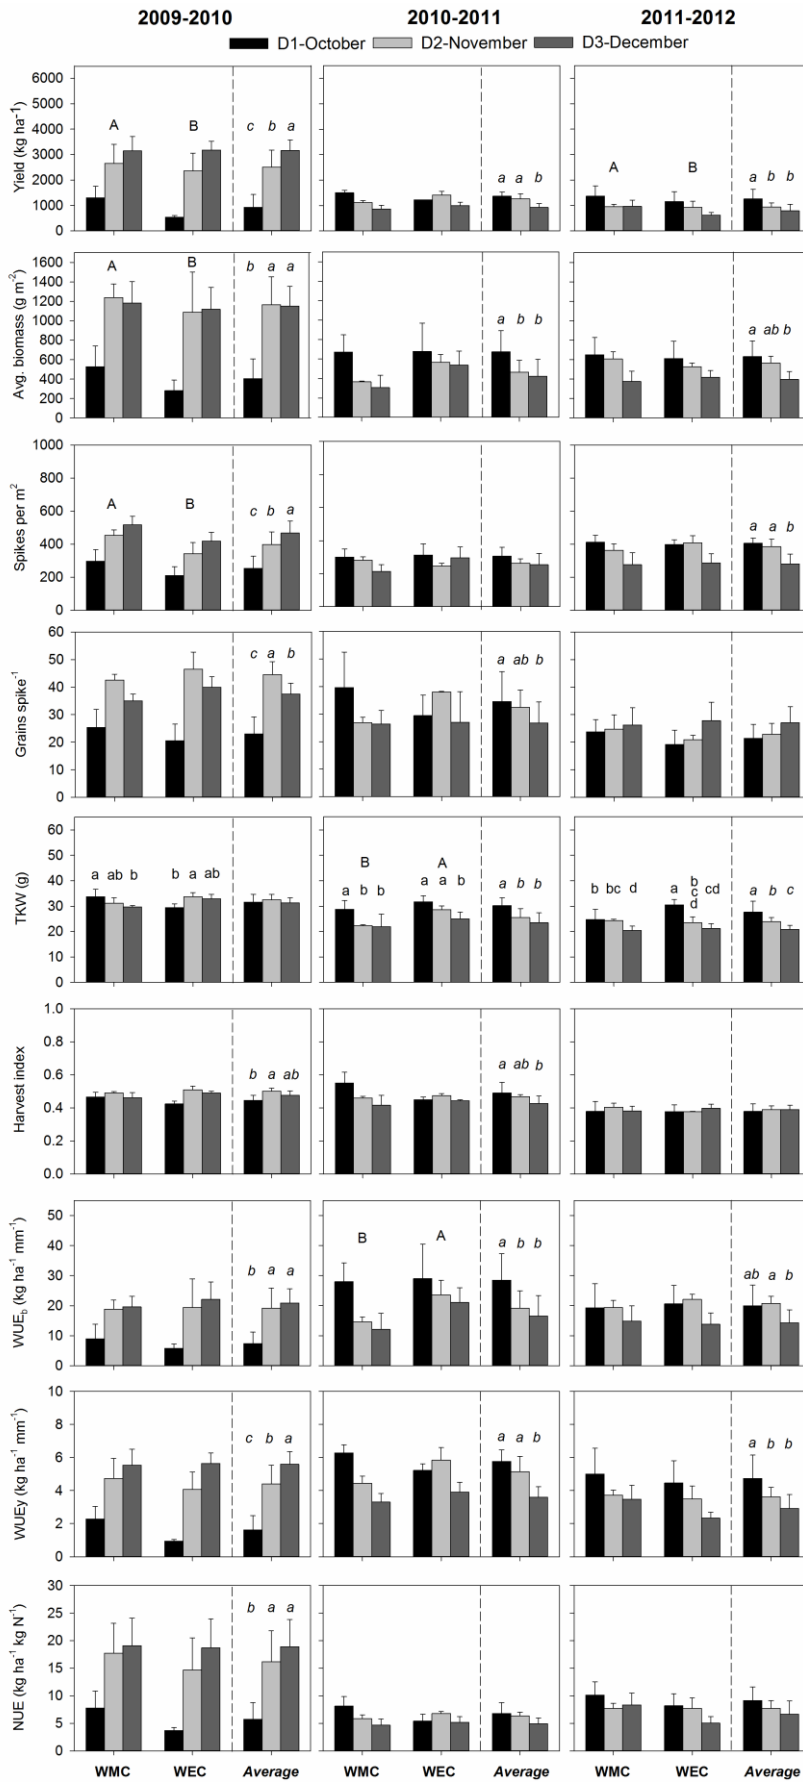 2009-2010 2010-2011 2011-2012
D1-October D2-November D3-December
Yield (kg ha⁻¹)
6000
5000
4000
3000
2000
1000
0
A B c b a
a a b
A B a b b
Avg. biomass (g m⁻²)
1600
1400
1200
1000
800
600
400
200
0
A B b a a
a b b
a ab b
Spikes per m²
1000
800
600
400
200
0
A B c b a
a a b
Grains spike⁻¹
60
50
40
30
20
10
0
c a b
a ab b
TKW (g)
60
50
40
30
20
10
0
a ab b b a ab
B A
a b b a a b a b b
b bc d a b c d cd a b c
Harvest index
1.0
0.8
0.6
0.4
0.2
0.0
b a ab
a ab b
WUEb (kg ha⁻¹ mm⁻¹)
50
40
30
20
10
0
b a a
B A a b b
ab a b
WUEy (kg ha⁻¹ mm⁻¹)
10
8
6
4
2
0
c b a
a a b
a b b
NUE (kg ha⁻¹ kg N⁻¹)
30
25
20
15
10
5
0
b a a
WMC WEC Average WMC WEC Average WMC WEC Average